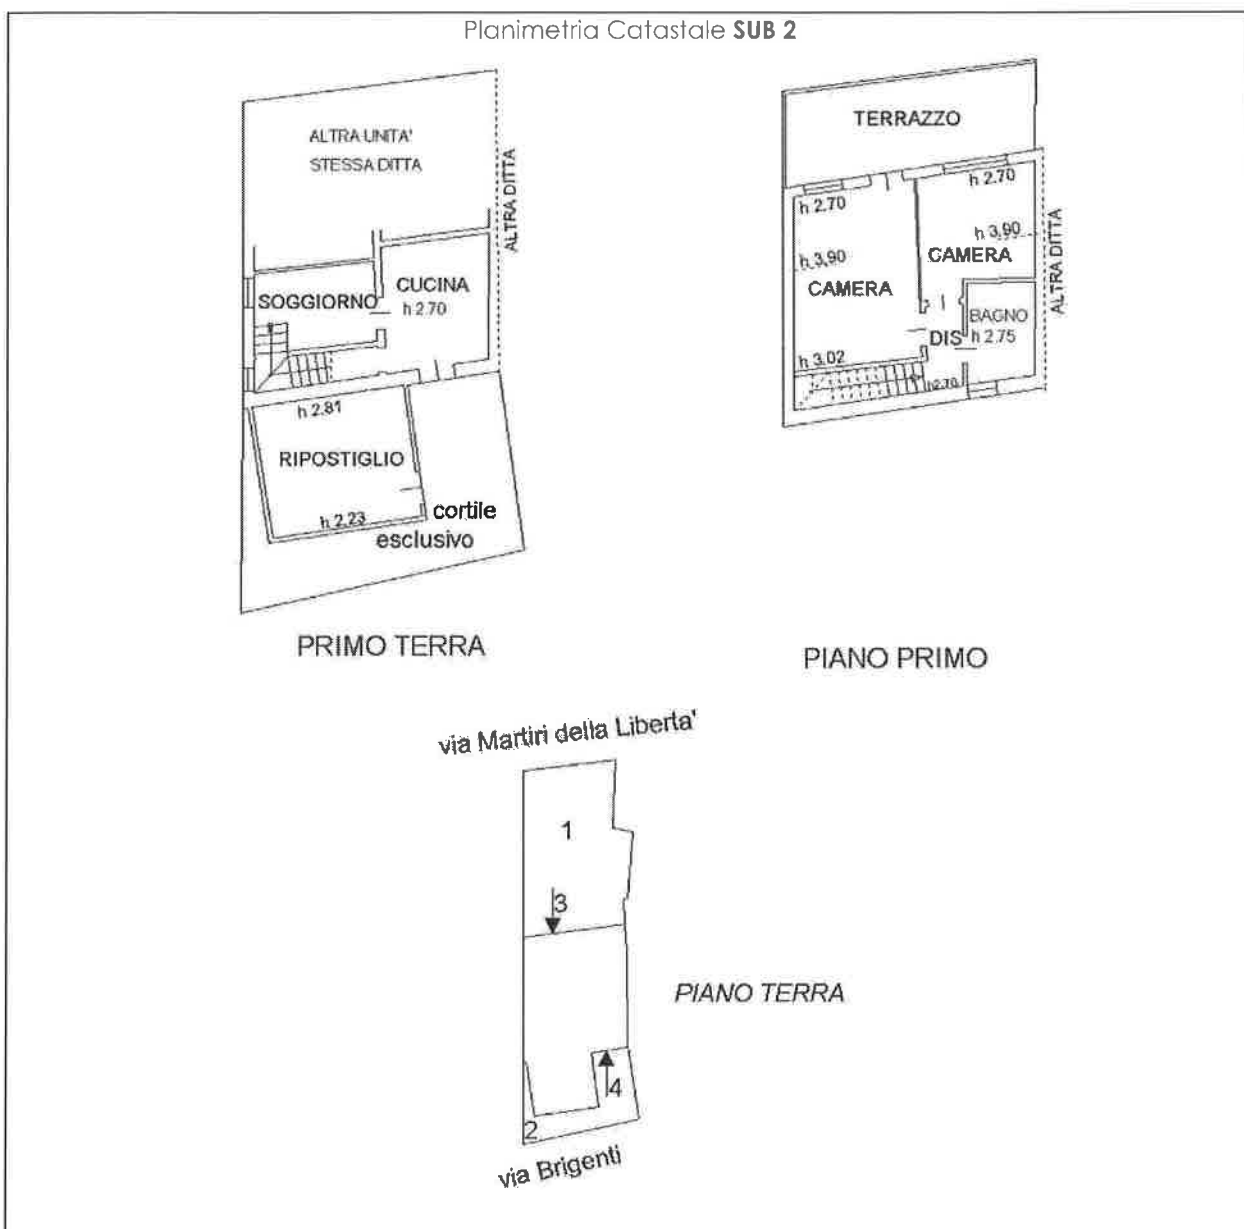 Planimetria Catastale SUB 2
ALTRA UNITA'
STESSA DITTA
ALTRA DITTA
SOGGIORNO
CUCINA
h 2.70
h 2.81
RIPOSTIGLIO
h 2.23
cortile
esclusivo
PRIMO TERRA
TERRAZZO
h 2.70
h 2.70
h 3.90
h 3.90
CAMERA
CAMERA
ALTRA DITTA
BAGNO
h 2.75
DIS
h 3.02
h 2.70
PIANO PRIMO
via Martiri della Liberta'
1
3
PIANO TERRA
4
2
via Brigenti